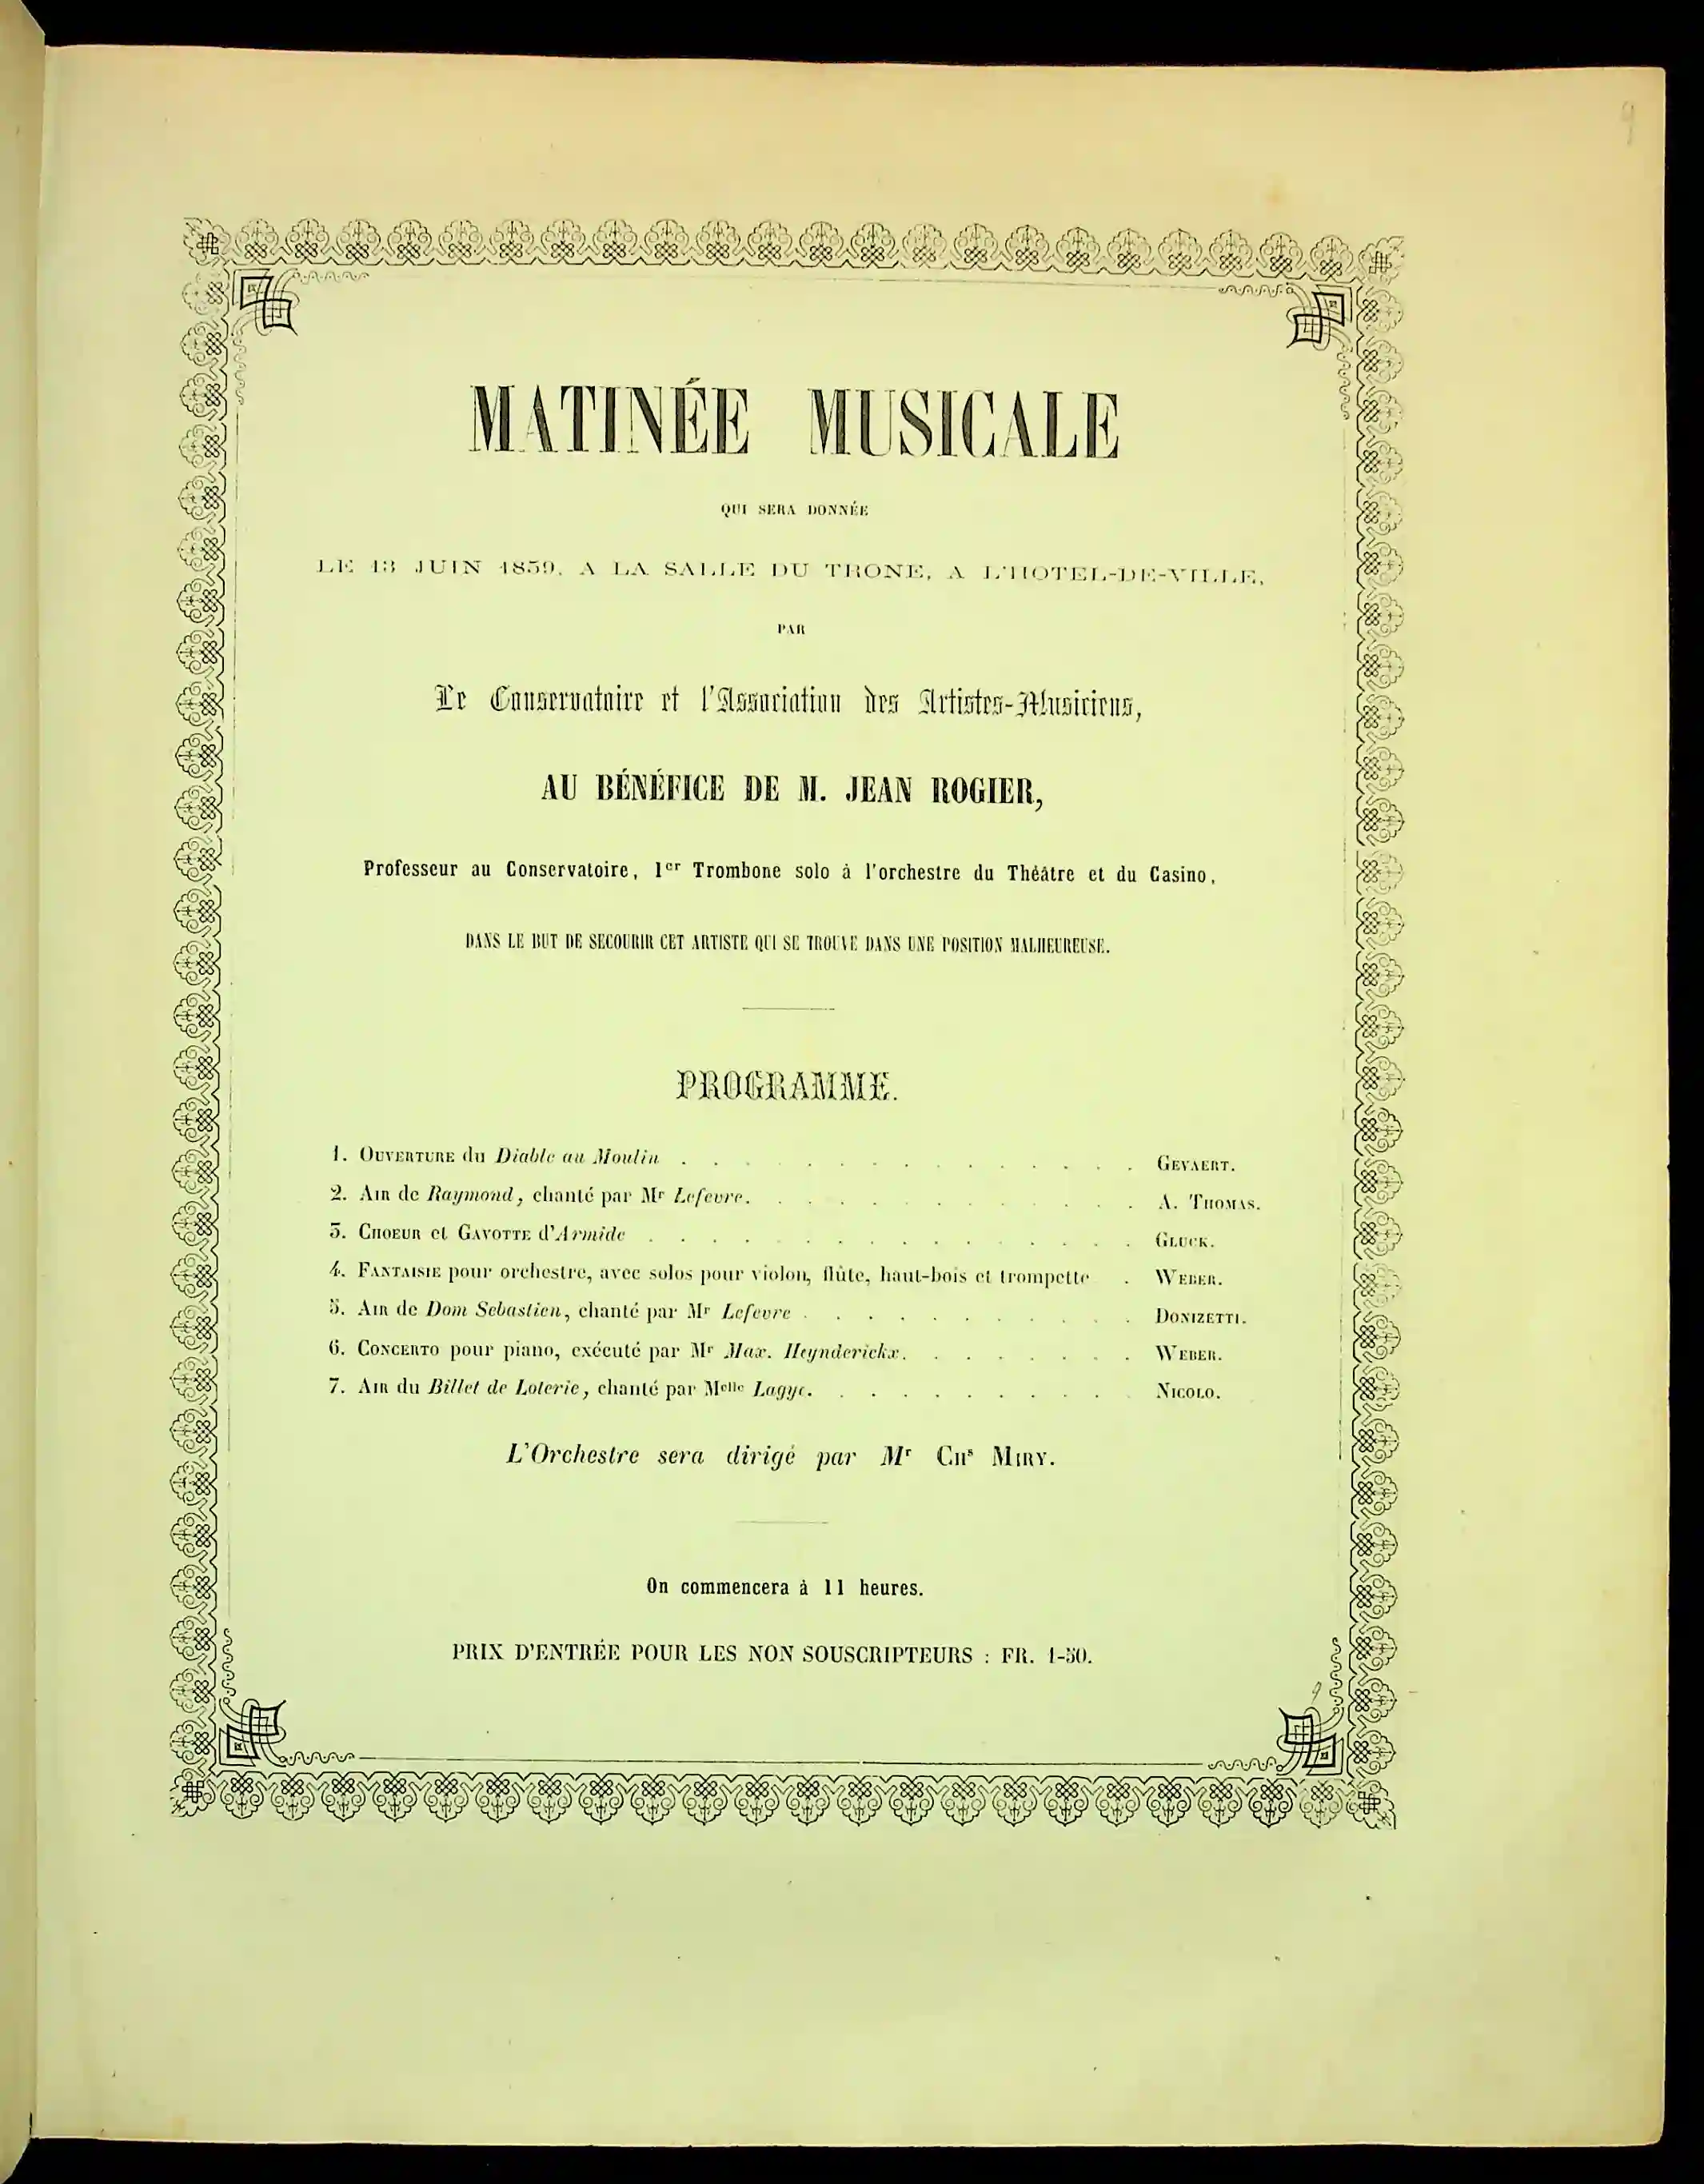 9
MATINÉE MUSICALE
QUI SERA DONNÉE
LE 13 JUIN 1859, A LA SALLE DU TRONE, A L'HOTEL-DE-VILLE,
PAR
Le Conservatoire et l'Association des Artistes-Musiciens,
AU BÉNÉFICE DE M. JEAN ROGIER,
Professeur au Conservatoire, 1er Trombone solo à l'orchestre du Théâtre et du Casino,
DANS LE BUT DE SECOURIR CET ARTISTE QUI SE TROUVE DANS UNE POSITION MALHEUREUSE.
PROGRAMME.
1. OUVERTURE du Diable au Moulin . . . . . . . . . . . . . . . GEVAERT.
2. AIR de Raymond, chanté par Mr Lefevre. . . . . . . . . . . . . A. THOMAS.
3. CHOEUR et GAVOTTE d'Armide . . . . . . . . . . . . . . . . GLUCK.
4. FANTAISIE pour orchestre, avec solos pour violon, flûte, haut-bois et trompette . WEBER.
5. AIR de Dom Sebastien, chanté par Mr Lefevre . . . . . . . . . . . DONIZETTI.
6. CONCERTO pour piano, exécuté par Mr Max. Heynderickx. . . . . . . . WEBER.
7. AIR du Billet de Loterie, chanté par Melle Lagye. . . . . . . . . . . NICOLO.
L'Orchestre sera dirigé par Mr CHs MIRY.
On commencera à 11 heures.
PRIX D'ENTRÉE POUR LES NON SOUSCRIPTEURS : FR. 1-50.
9